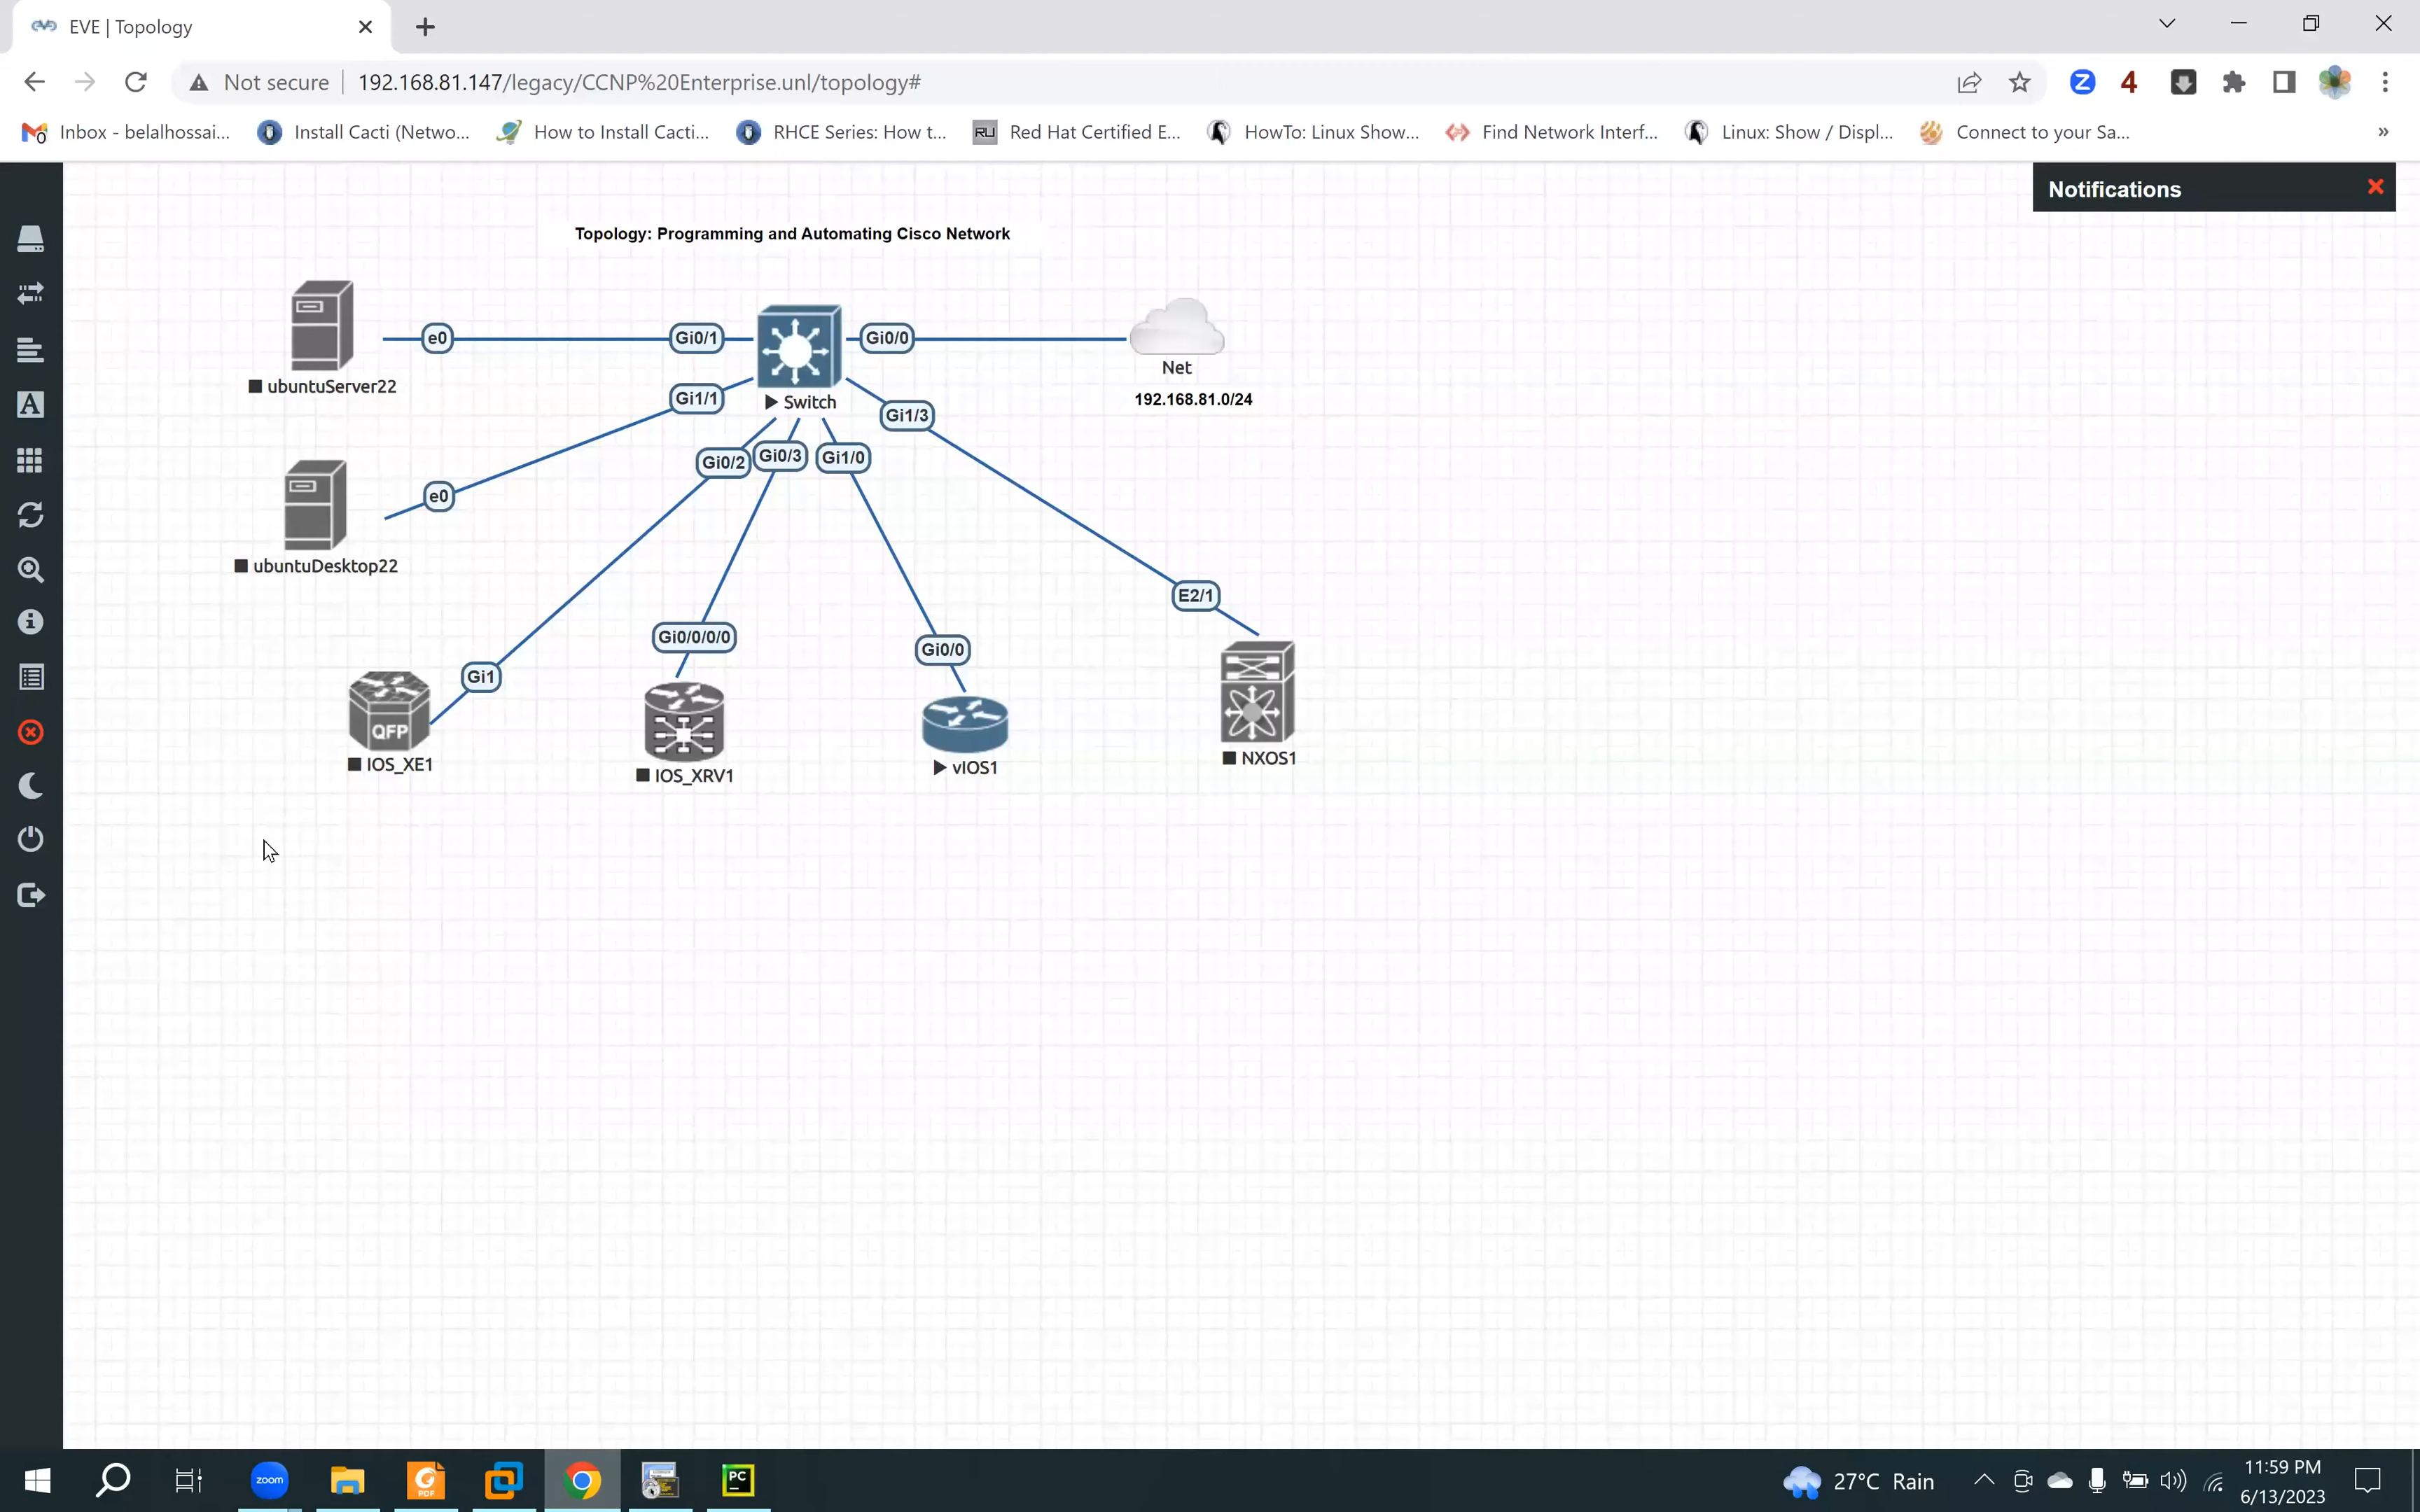 EVE | Topology
Not secure
192.168.81.147/legacy/CCNP%20Enterprise.unl/topology#
4
Inbox - belalhossai...
Install Cacti (Netwo...
How to Install Cacti...
RHCE Series: How t...
RU
Red Hat Certified E...
HowTo: Linux Show...
Find Network Interf...
Linux: Show / Displ...
Connect to your Sa...
»
Notifications
Topology: Programming and Automating Cisco Network
e0
Gi0/1
Gi0/0
Net
192.168.81.0/24
ubuntuServer22
Switch
Gi1/1
Gi1/3
Gi0/2
Gi0/3
Gi1/0
e0
ubuntuDesktop22
E2/1
Gi0/0/0/0
Gi0/0
Gi1
QFP
IOS_XE1
IOS_XRV1
vIOS1
NXOS1
zoom
PDF
PC
27°C Rain
11:59 PM
6/13/2023